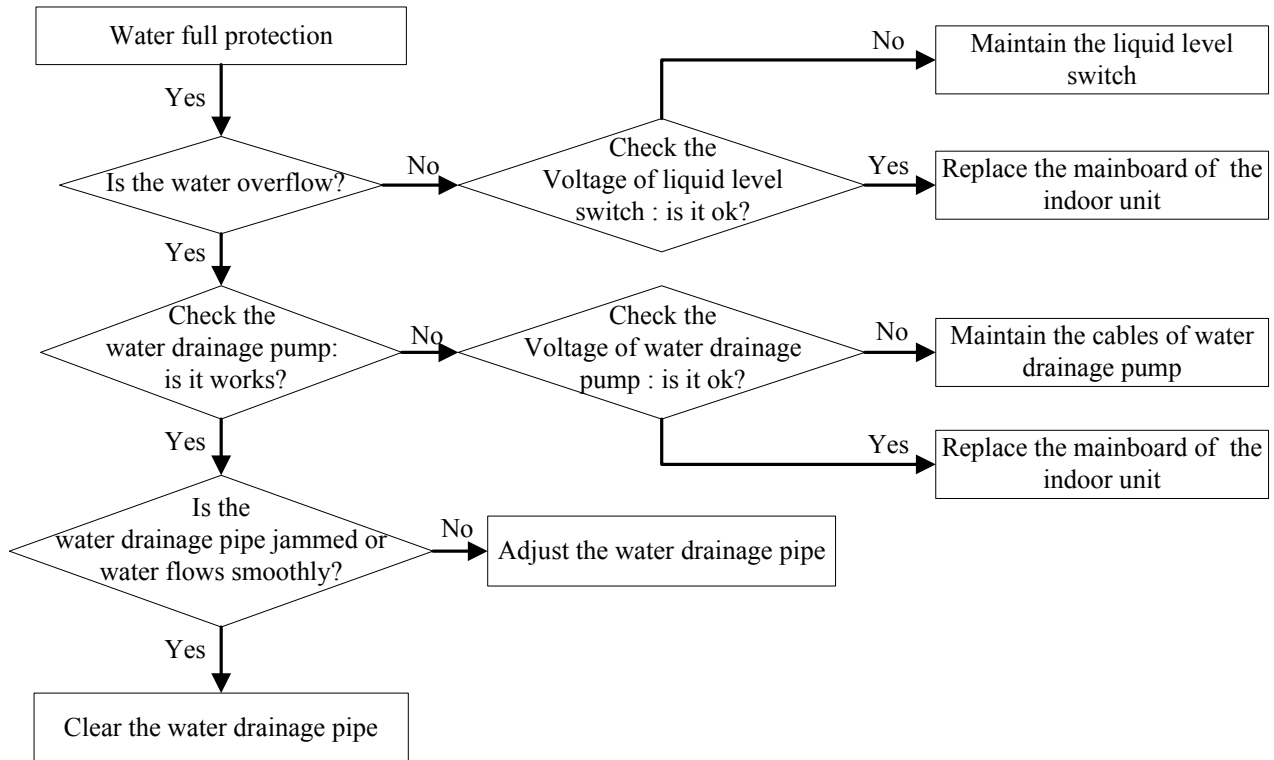 Water full protection
Yes
Is the water overflow?
No
Check the
Voltage of liquid level
switch : is it ok?
No
Maintain the liquid level
switch
Yes
Replace the mainboard of the
indoor unit
Yes
Check the
water drainage pump:
is it works?
No
Check the
Voltage of water drainage
pump : is it ok?
No
Maintain the cables of water
drainage pump
Yes
Replace the mainboard of the
indoor unit
Yes
Is the
water drainage pipe jammed or
water flows smoothly?
No
Adjust the water drainage pipe
Yes
Clear the water drainage pipe